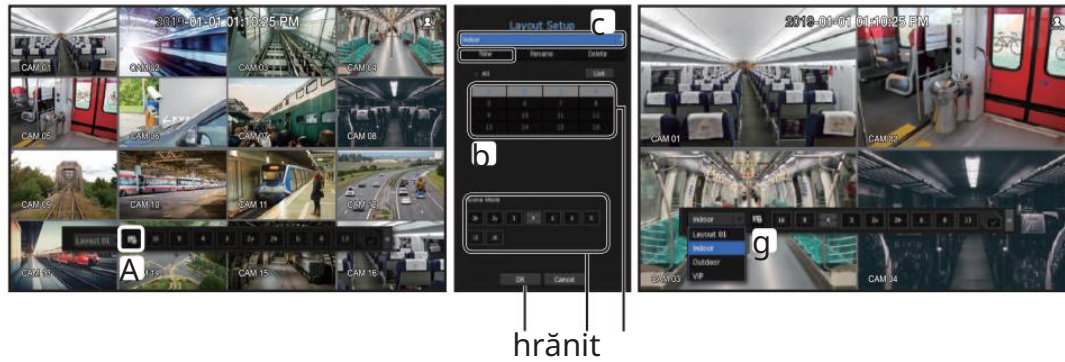 2019-01-01 01:10:25 PM
CAM 01
CAM 02
CAM 03
CAM 04
CAM 05
CAM 06
CAM 07
CAM 08
CAM 09
CAM 10
CAM 11
CAM 12
Layout 01
CAM 13
A
CAM 14
CAM 15
CAM 16
Layout Setup
c
Indoor
New Rename Delete
All List
5 6 7 8
9 10 11 12
13 14 15 16
b
Scene Mode
OK Cancel
hrănit
2019-01-01 01:10:25 PM
CAM 01
CAM 02
Indoor
Layout 01
Indoor
g
Outdoor
VIP
CAM 03
CAM 04